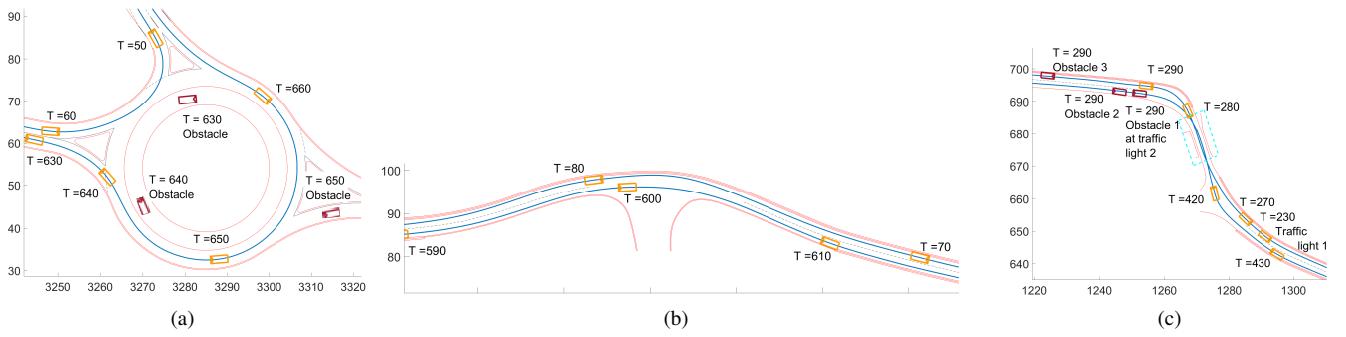 90
80
70
60
50
40
30
3250
3260
3270
3280
3290
3300
3310
3320
T =50
T =60
T =630
T =640
T = 630
Obstacle
T = 640
Obstacle
T =650
T =660
T = 650
Obstacle
(a)
100
90
80
T =590
T =80
T =600
T =610
T =70
(b)
700
690
680
670
660
650
640
1220
1240
1260
1280
1300
T = 290
Obstacle 3
T =290
T = 290
Obstacle 2
T = 290
Obstacle 1
at traffic
light 2
T =280
T =420
T =270
T =230
Traffic
light 1
T =430
(c)